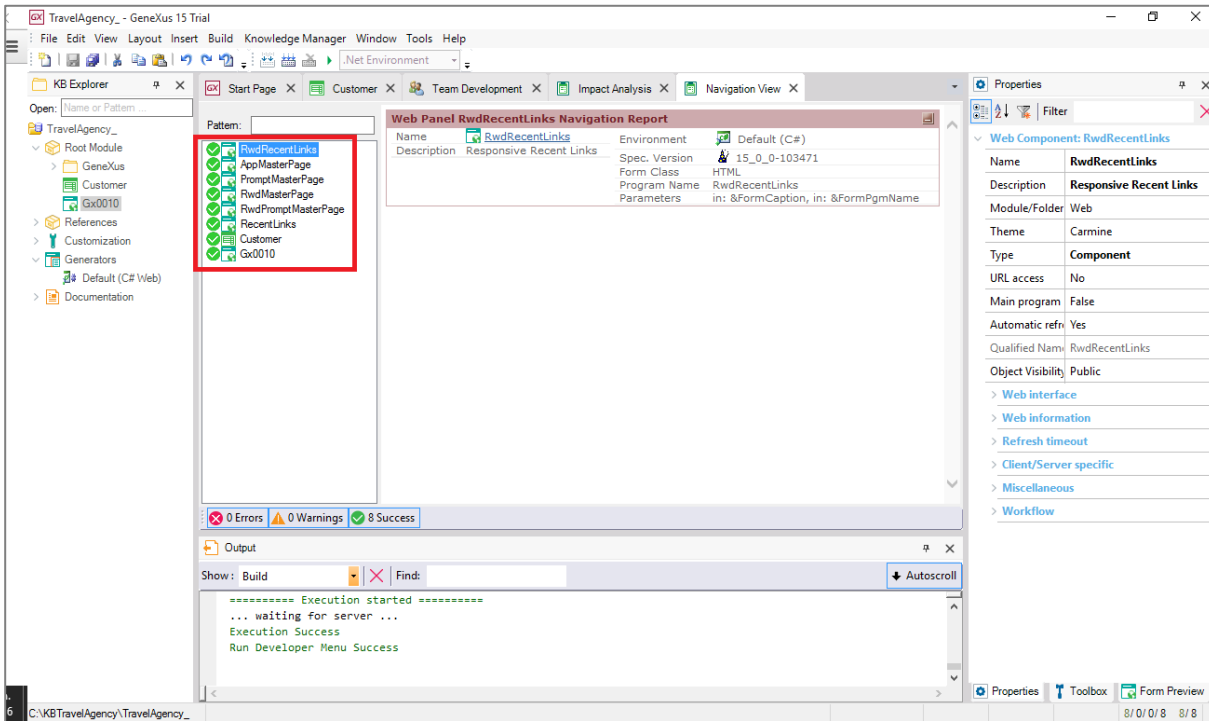 TravelAgency_ - GeneXus 15 Trial
File Edit View Layout Insert Build Knowledge Manager Window Tools Help
.Net Environment
KB Explorer
Open: Name or Pattern ...
TravelAgency_
Root Module
GeneXus
Customer
Gx0010
References
Customization
Generators
Default (C# Web)
Documentation
Start Page Customer Team Development Impact Analysis Navigation View
Pattern:
RwdRecentLinks
AppMasterPage
PromptMasterPage
RwdMasterPage
RwdPromptMasterPage
RecentLinks
Customer
Gx0010
Web Panel RwdRecentLinks Navigation Report
Name RwdRecentLinks
Description Responsive Recent Links
Environment Default (C#)
Spec. Version 15_0_0-103471
Form Class HTML
Program Name RwdRecentLinks
Parameters in: &FormCaption, in: &FormPgmName
0 Errors 0 Warnings 8 Success
Output
Show: Build Find: Autoscroll
========== Execution started ==========
... waiting for server ...
Execution Success
Run Developer Menu Success
Properties
Filter
Web Component: RwdRecentLinks
Name RwdRecentLinks
Description Responsive Recent Links
Module/Folder Web
Theme Carmine
Type Component
URL access No
Main program False
Automatic refr Yes
Qualified Nam RwdRecentLinks
Object Visibility Public
Web interface
Web information
Refresh timeout
Client/Server specific
Miscellaneous
Workflow
Properties Toolbox Form Preview
6 C:\KBTravelAgency\TravelAgency_
8/0/0/8 8/8